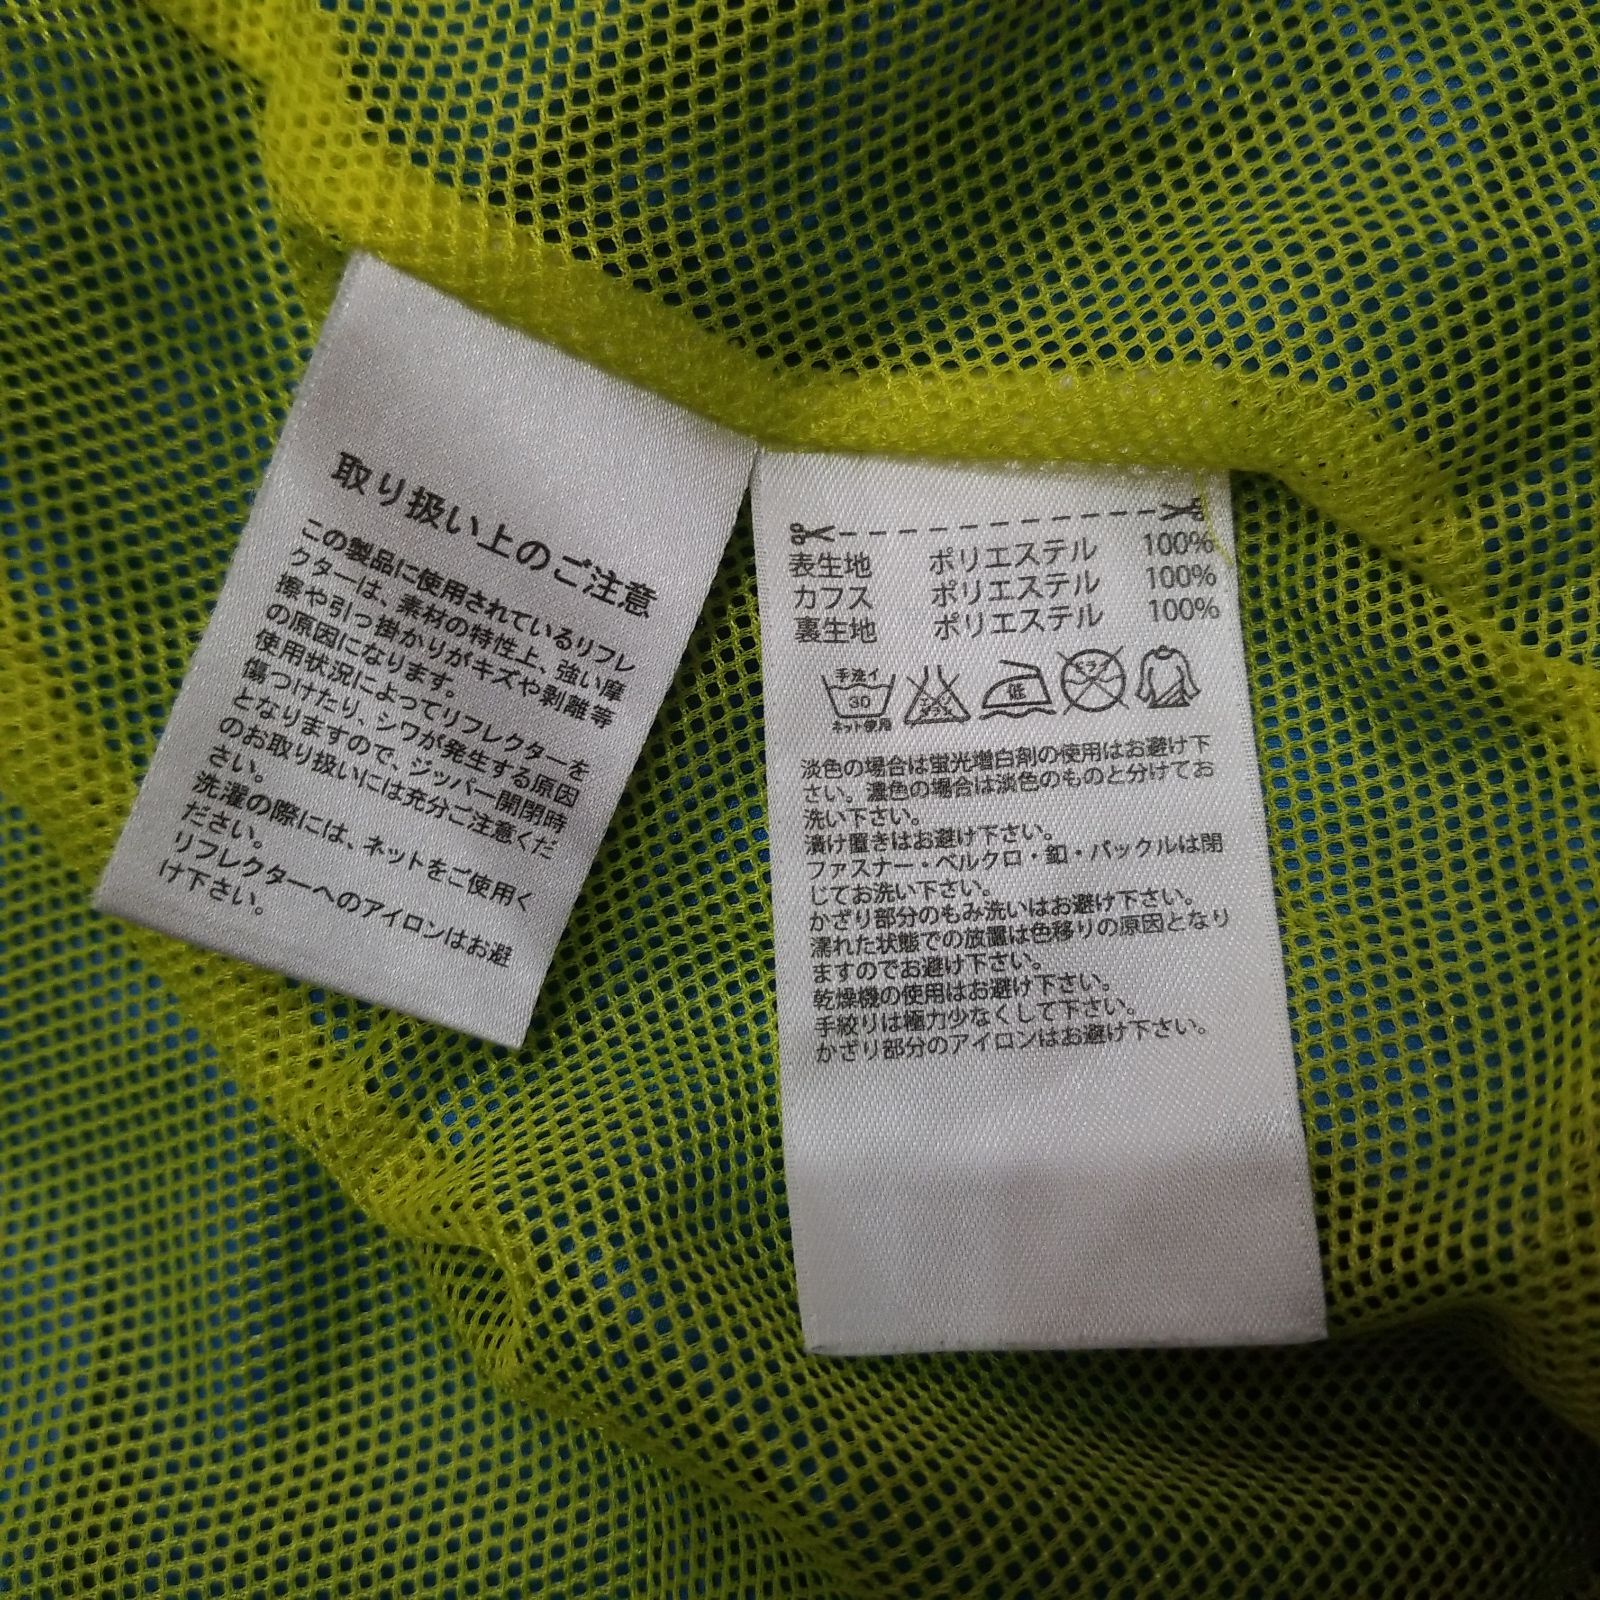 取り扱い上のご注意
この製品に使用されているリフレ
クターは、素材の特性上、強い摩
擦や引っ掛かりがキズや剥離等
の原因になります。
使用状況によってリフレクターを
傷つけたり、シワが発生する原因
となりますので、ジッパー開閉時
のお取り扱いには充分ご注意くだ
さい。
洗濯の際には、ネットをご使用く
ださい。
リフレクターへのアイロンはお避
け下さい。
表生地 ポリエステル 100%
カフス ポリエステル 100%
裏生地 ポリエステル 100%
手洗イ
30
ネット使用
低
ドライ
淡色の場合は蛍光増白剤の使用はお避け下
さい。濃色の場合は淡色のものと分けてお
洗い下さい。
漬け置きはお避け下さい。
ファスナー・ベルクロ・釦・バックルは閉
じてお洗い下さい。
かざり部分のもみ洗いはお避け下さい。
濡れた状態での放置は色移りの原因となり
ますのでお避け下さい。
乾燥機の使用はお避け下さい。
手絞りは極力少なくして下さい。
かざり部分のアイロンはお避け下さい。